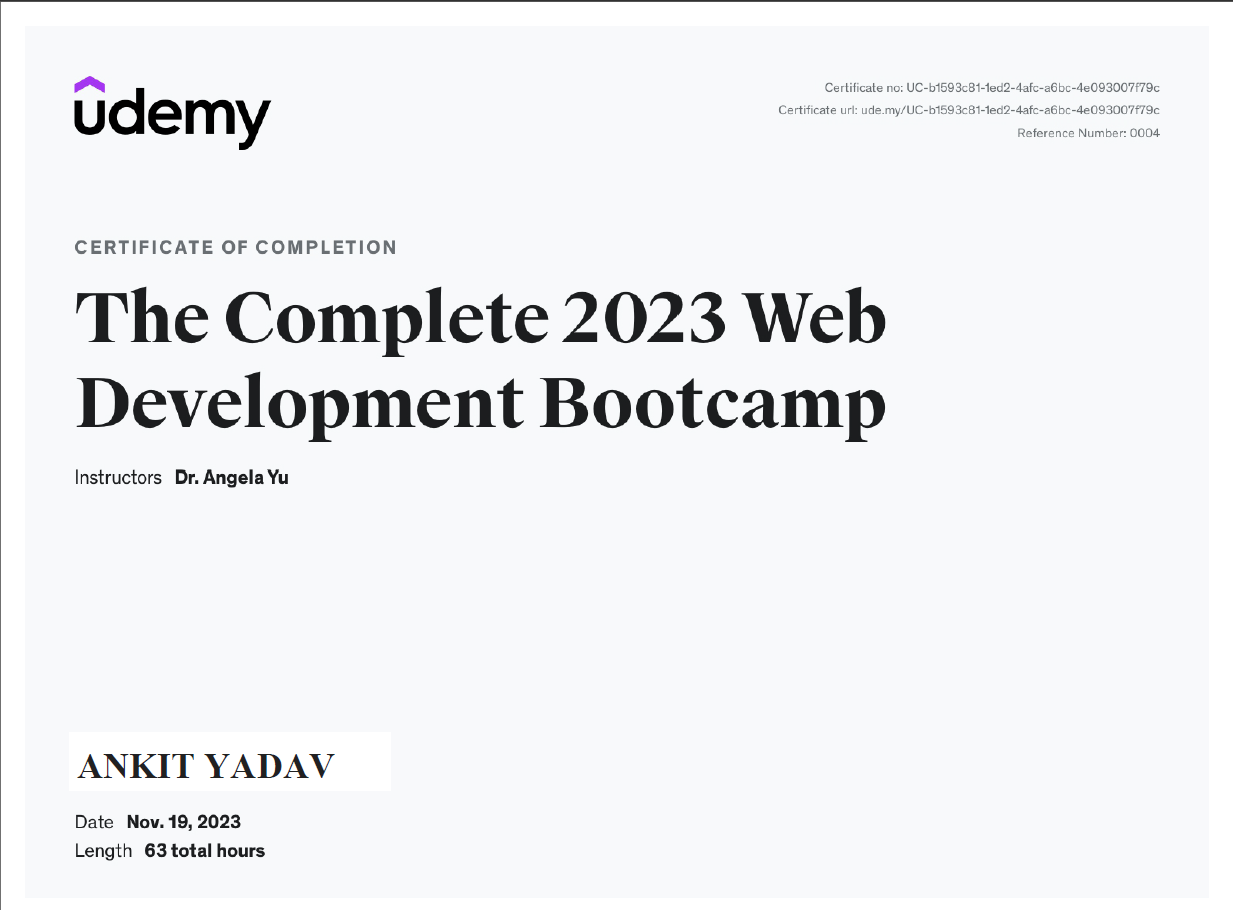 udemy
Certificate no: UC-b1593c81-1ed2-4afc-a6bc-4e093007f79c
Certificate url: ude.my/UC-b1593c81-1ed2-4afc-a6bc-4e093007f79c
Reference Number: 0004
CERTIFICATE OF COMPLETION
The Complete 2023 Web
Development Bootcamp
Instructors Dr. Angela Yu
ANKIT YADAV
Date Nov. 19, 2023
Length 63 total hours